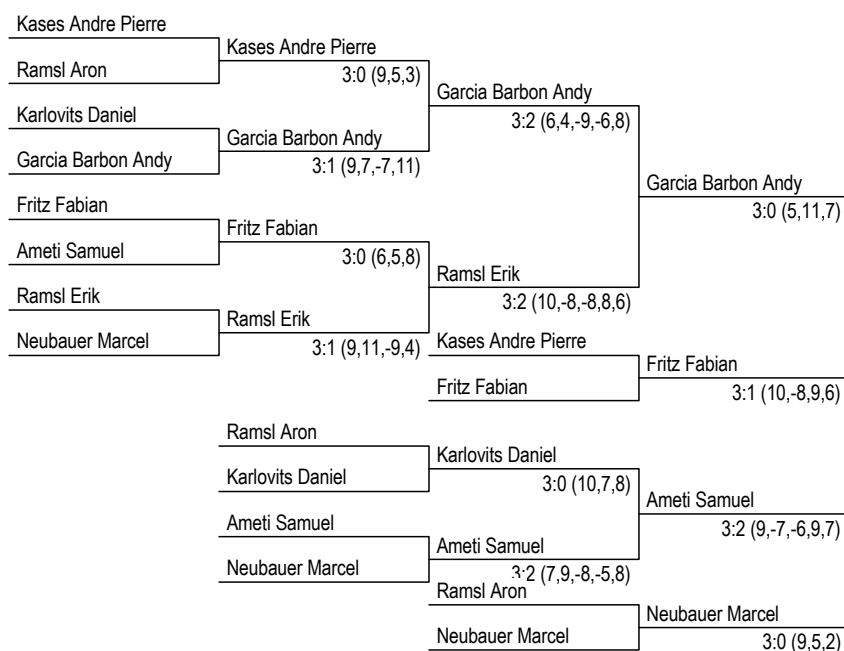 Kases Andre Pierre
Kases Andre Pierre
Ramsl Aron
3:0 (9,5,3)
Garcia Barbon Andy
Karlovits Daniel
3:2 (6,4,-9,-6,8)
Garcia Barbon Andy
Garcia Barbon Andy
3:1 (9,7,-7,11)
Garcia Barbon Andy
Fritz Fabian
3:0 (5,11,7)
Fritz Fabian
Ameti Samuel
3:0 (6,5,8)
Ramsl Erik
Ramsl Erik
3:2 (10,-8,-8,8,6)
Ramsl Erik
Neubauer Marcel
3:1 (9,11,-9,4)
Kases Andre Pierre
Fritz Fabian
Fritz Fabian
3:1 (10,-8,9,6)
Ramsl Aron
Karlovits Daniel
Karlovits Daniel
3:0 (10,7,8)
Ameti Samuel
Ameti Samuel
3:2 (9,-7,-6,9,7)
Ameti Samuel
Neubauer Marcel
3:2 (7,9,-8,-5,8)
Ramsl Aron
Neubauer Marcel
Neubauer Marcel
3:0 (9,5,2)